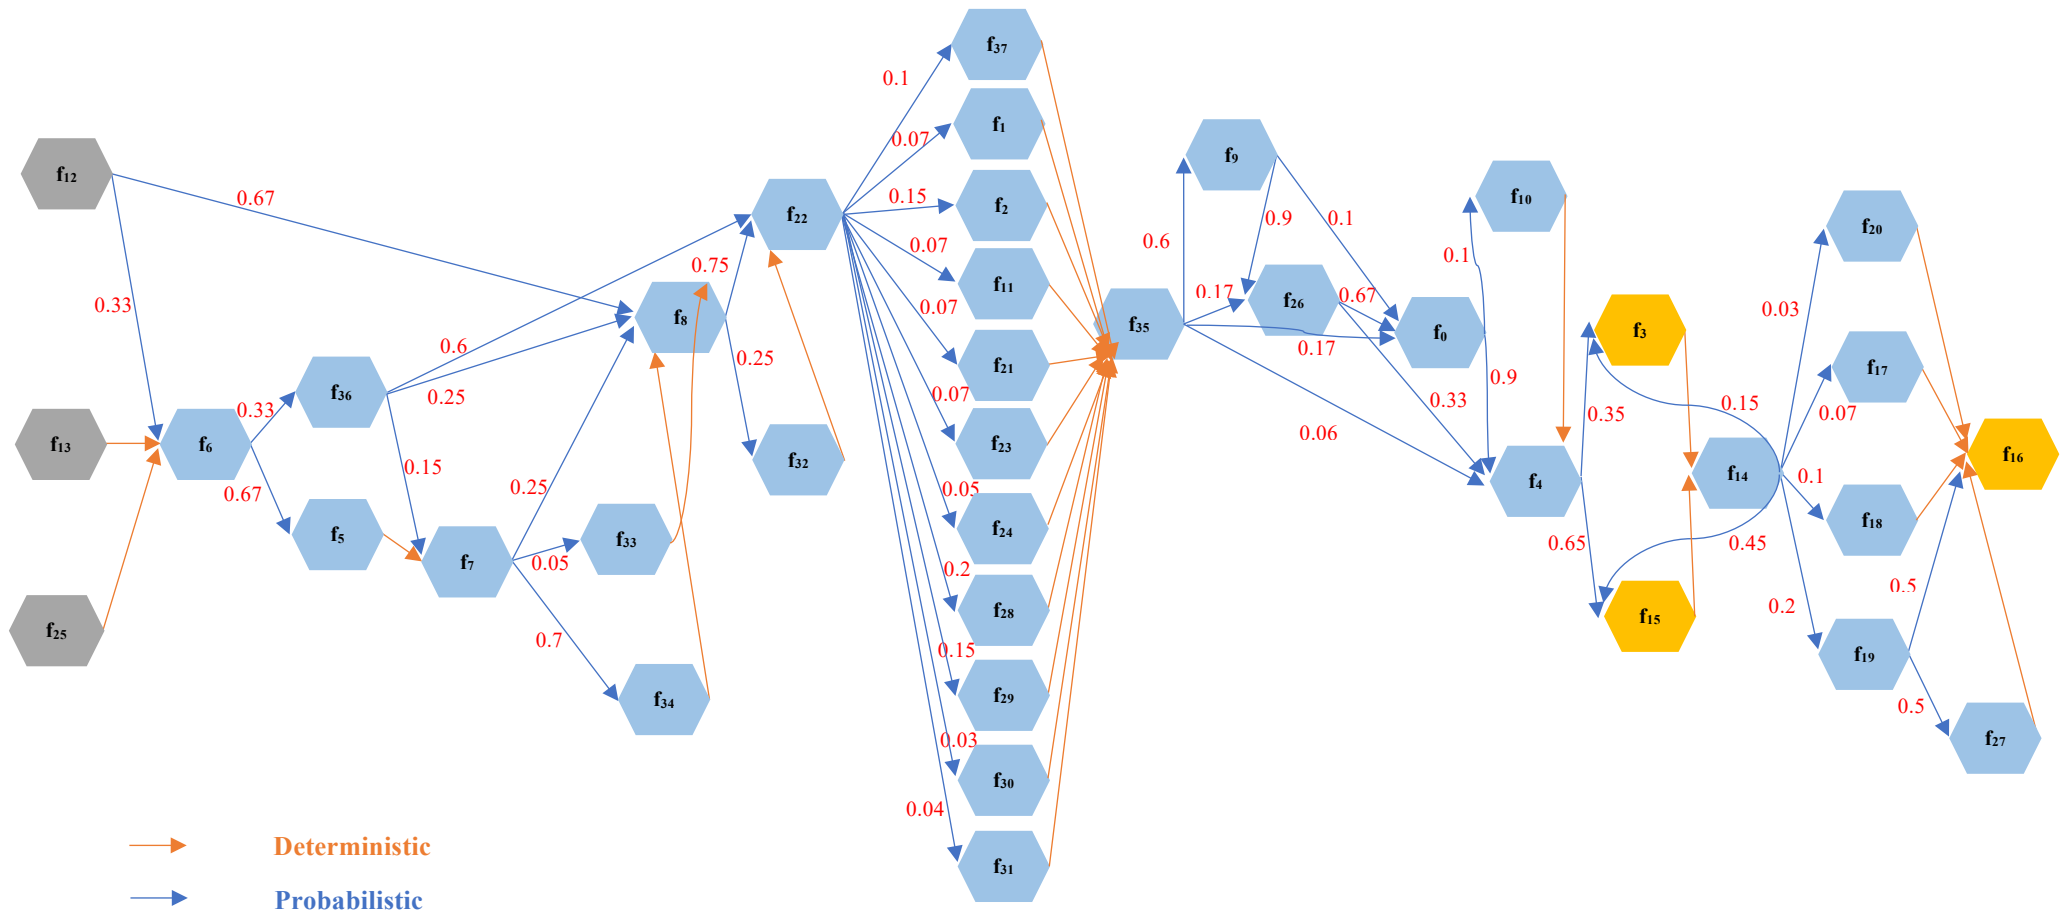 f37
0.1
f1
0.07
f12
f9
0.67
f2
0.15
f10
f22
0.6
0.9
0.1
f20
0.07
0.1
0.75
f11
0.33
0.17
f26
0.67
0.03
f8
f35
f0
f3
0.07
0.6
0.25
0.17
f21
f17
0.25
f36
0.07
0.9
0.33
0.15
0.35
0.07
0.33
f13
f6
f23
0.06
f16
0.15
f32
f4
f14
0.1
0.67
0.25
0.05
f24
f18
f5
f33
0.65
0.45
f7
0.05
0.2
0.5
f28
0.2
f25
f15
0.7
0.15
f19
f34
f29
0.5
0.03
f27
f30
0.04
Deterministic
f31
Probabilistic